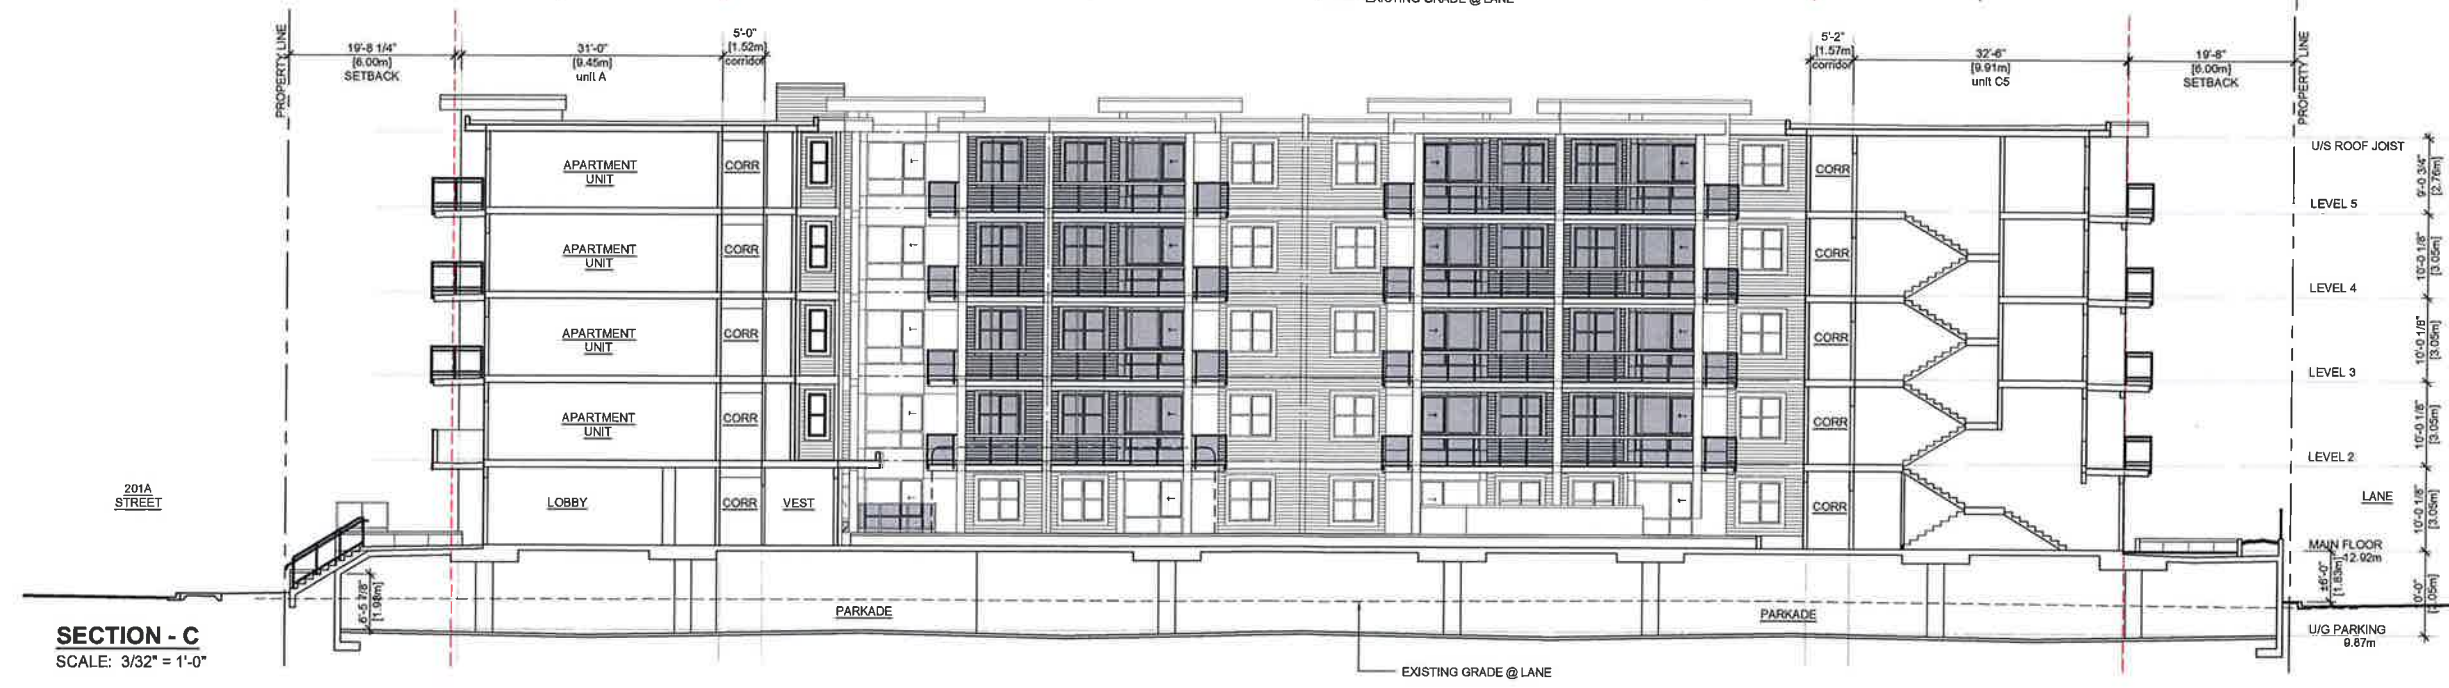 EXISTING GRADE @ LANE
PROPERTY LINE
19'-8 1/4"
[6.00m]
SETBACK
31'-0"
[9.45m]
unit A
5'-0"
[1.52m]
corridor
5'-2"
[1.57m]
corridor
32'-6"
[9.91m]
unit C5
19'-8"
[6.00m]
SETBACK
PROPERTY LINE
U/S ROOF JOIST
9'-0 3/4"
[2.76m]
APARTMENT
UNIT
CORR
CORR
LEVEL 5
10'-0 1/8"
[3.05m]
APARTMENT
UNIT
CORR
CORR
LEVEL 4
10'-0 1/8"
[3.05m]
APARTMENT
UNIT
CORR
CORR
LEVEL 3
10'-0 1/8"
[3.05m]
APARTMENT
UNIT
CORR
CORR
LEVEL 2
10'-0 1/8"
[3.05m]
201A
STREET
LOBBY
CORR
VEST
CORR
LANE
MAIN FLOOR
12.92m
±6'-0"
[1.83m]
6'-5 7/8"
[1.98m]
PARKADE
PARKADE
U/G PARKING
9.87m
SECTION - C
SCALE: 3/32" = 1'-0"
EXISTING GRADE @ LANE